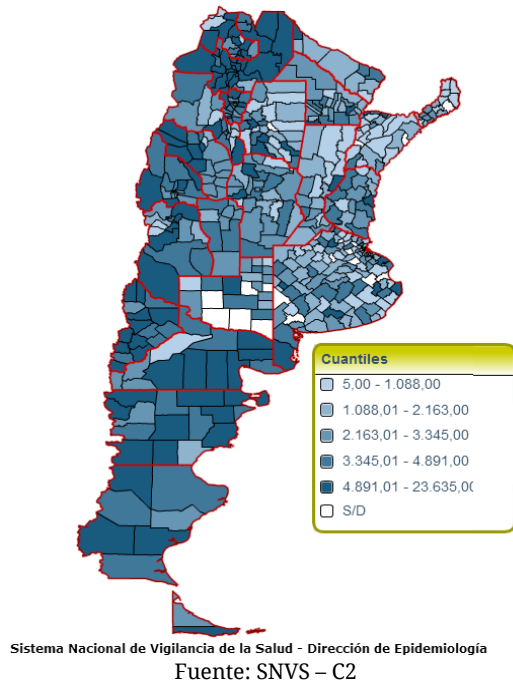 Cuantiles
5,00 - 1.088,00
1.088,01 - 2.163,00
2.163,01 - 3.345,00
3.345,01 - 4.891,00
4.891,01 - 23.635,00
S/D
Sistema Nacional de Vigilancia de la Salud - Dirección de Epidemiología
Fuente: SNVS – C2